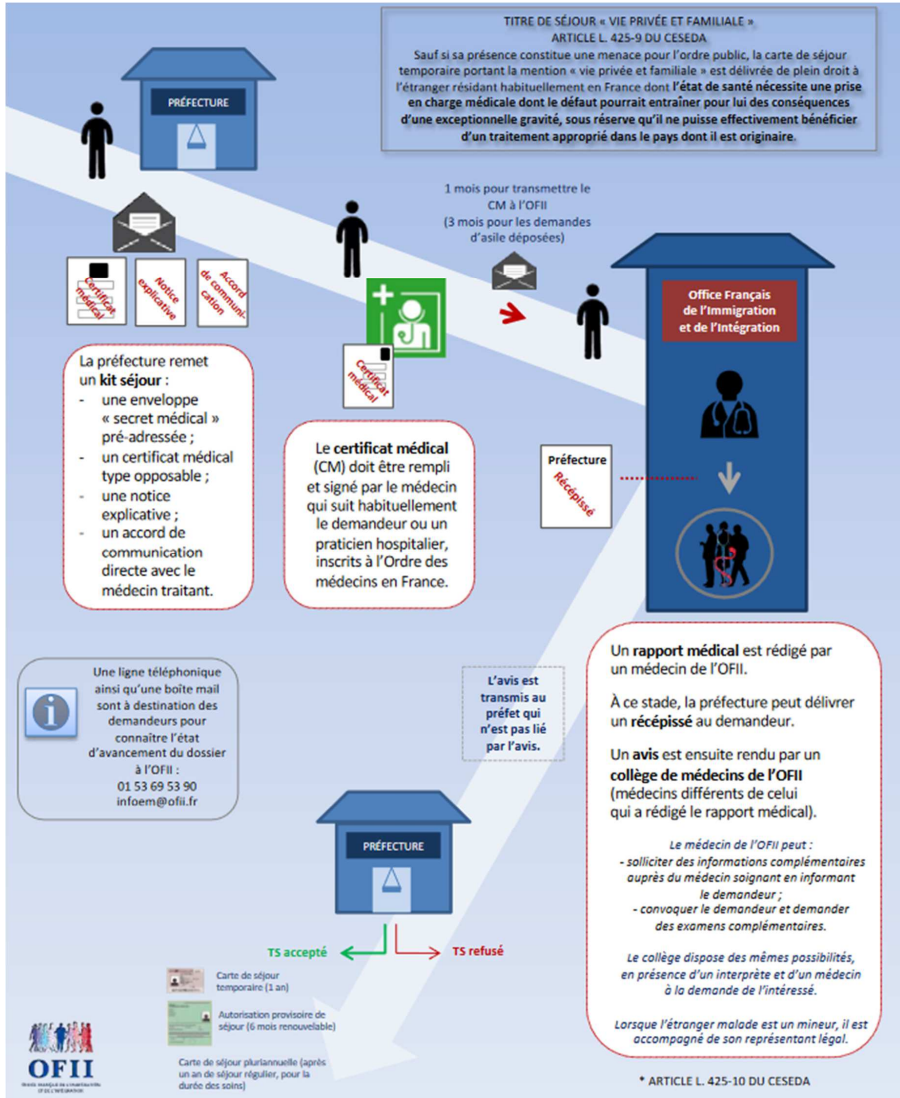 TITRE DE SÉJOUR « VIE PRIVÉE ET FAMILIALE »
ARTICLE L. 425-9 DU CESEDA
Sauf si sa présence constitue une menace pour l'ordre public, la carte de séjour
temporaire portant la mention « vie privée et familiale » est délivrée de plein droit à
l'étranger résidant habituellement en France dont l'état de santé nécessite une prise
en charge médicale dont le défaut pourrait entraîner pour lui des conséquences
d'une exceptionnelle gravité, sous réserve qu'il ne puisse effectivement bénéficier
d'un traitement approprié dans le pays dont il est originaire.
PRÉFECTURE
1 mois pour transmettre le
CM à l'OFII
(3 mois pour les demandes
d'asile déposées)
Certificat
médical
Notice
explicative
Accord
de communi-
cation
Certificat
médical
Office Français
de l'Immigration
et de l'Intégration
La préfecture remet
un kit séjour :
- une enveloppe
« secret médical »
pré-adressée ;
- un certificat médical
type opposable ;
- une notice
explicative ;
- un accord de
communication
directe avec le
médecin traitant.
Le certificat médical
(CM) doit être rempli
et signé par le médecin
qui suit habituellement
le demandeur ou un
praticien hospitalier,
inscrits à l'Ordre des
médecins en France.
Préfecture
Récépissé
Un rapport médical est rédigé par
un médecin de l'OFII.
À ce stade, la préfecture peut délivrer
un récépissé au demandeur.
Un avis est ensuite rendu par un
collège de médecins de l'OFII
(médecins différents de celui
qui a rédigé le rapport médical).
Le médecin de l'OFII peut :
- solliciter des informations complémentaires
auprès du médecin soignant en informant
le demandeur ;
- convoquer le demandeur et demander
des examens complémentaires.
Le collège dispose des mêmes possibilités,
en présence d'un interprète et d'un médecin
à la demande de l'intéressé.
Lorsque l'étranger malade est un mineur, il est
accompagné de son représentant légal.
* ARTICLE L. 425-10 DU CESEDA
Une ligne téléphonique
ainsi qu'une boîte mail
sont à destination des
demandeurs pour
connaître l'état
d'avancement du dossier
à l'OFII :
01 53 69 53 90
infoem@ofii.fr
L'avis est
transmis au
préfet qui
n'est pas lié
par l'avis.
PRÉFECTURE
TS accepté
TS refusé
Carte de séjour
temporaire (1 an)
Autorisation provisoire de
séjour (6 mois renouvelable)
Carte de séjour pluriannuelle (après
un an de séjour régulier, pour la
durée des soins)
OFII
OFFICE FRANÇAIS DE L'IMMIGRATION
ET DE L'INTÉGRATION